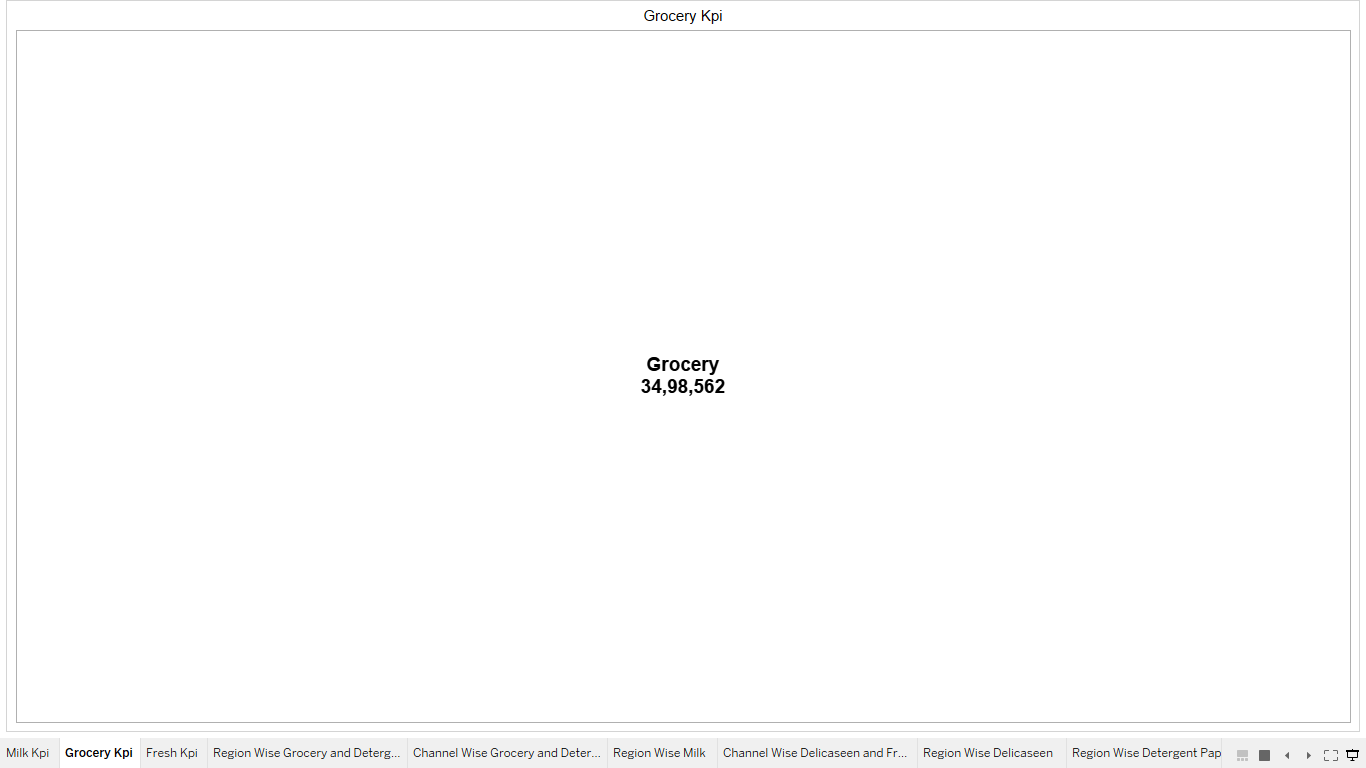 Grocery Kpi
Grocery
34,98,562
Milk Kpi
Grocery Kpi
Fresh Kpi
Region Wise Grocery and Deterg...
Channel Wise Grocery and Deter...
Region Wise Milk
Channel Wise Delicaseen and Fr...
Region Wise Delicaseen
Region Wise Detergent Pap